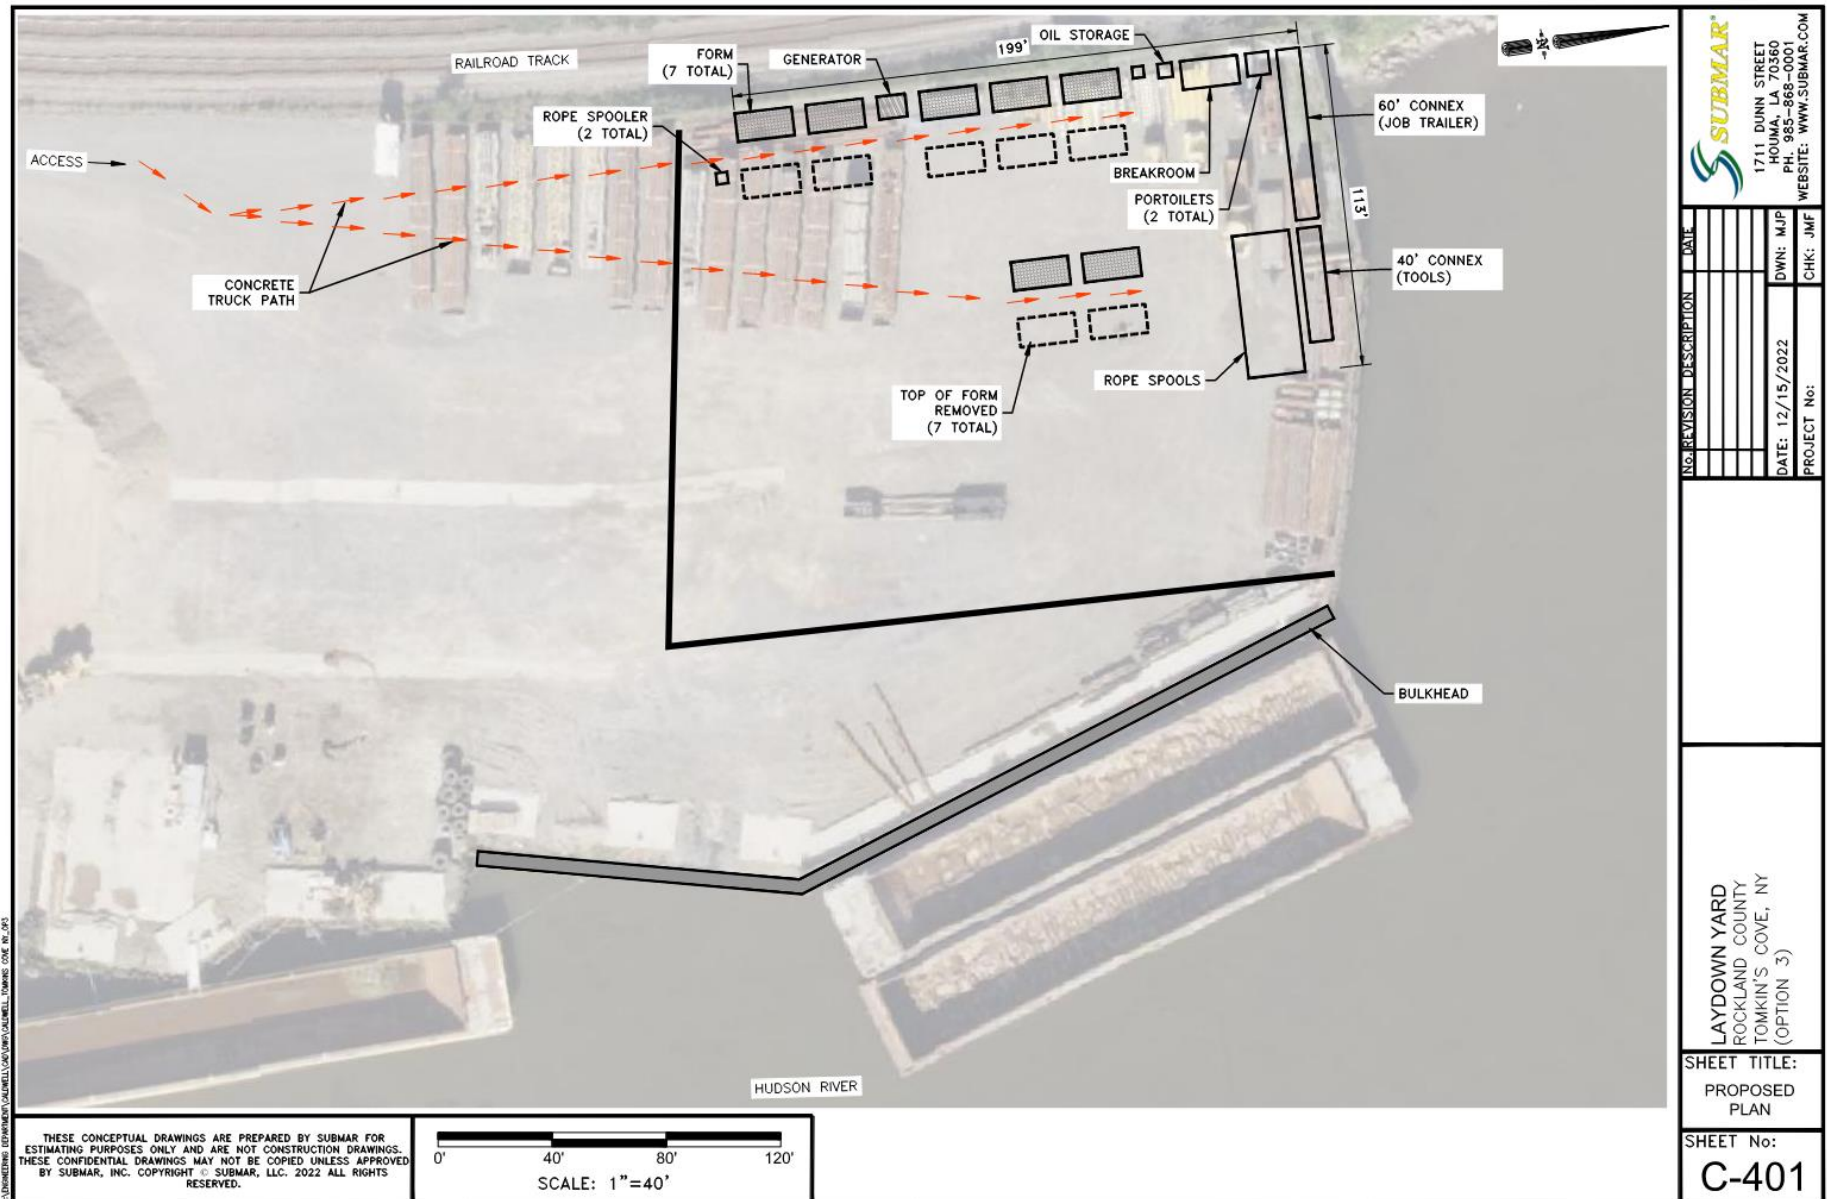 RAILROAD TRACK
FORM
(7 TOTAL)
GENERATOR
199'
OIL STORAGE
N
ROPE SPOOLER
(2 TOTAL)
ACCESS
60' CONNEX
(JOB TRAILER)
BREAKROOM
PORTOILETS
(2 TOTAL)
113'
CONCRETE
TRUCK PATH
40' CONNEX
(TOOLS)
ROPE SPOOLS
TOP OF FORM
REMOVED
(7 TOTAL)
BULKHEAD
HUDSON RIVER
THESE CONCEPTUAL DRAWINGS ARE PREPARED BY SUBMAR FOR
ESTIMATING PURPOSES ONLY AND ARE NOT CONSTRUCTION DRAWINGS.
THESE CONFIDENTIAL DRAWINGS MAY NOT BE COPIED UNLESS APPROVED
BY SUBMAR, INC. COPYRIGHT © SUBMAR, LLC. 2022 ALL RIGHTS
RESERVED.
0' 40' 80' 120'
SCALE: 1"=40'
SUBMAR®
1711 DUNN STREET
HOUMA, LA 70360
PH. 985-868-0001
WEBSITE: WWW.SUBMAR.COM
No. REVISION DESCRIPTION DATE
DATE: 12/15/2022 DWN: MJP
PROJECT No: CHK: JMF
LAYDOWN YARD
ROCKLAND COUNTY
TOMKIN'S COVE, NY
(OPTION 3)
SHEET TITLE:
PROPOSED
PLAN
SHEET No:
C-401